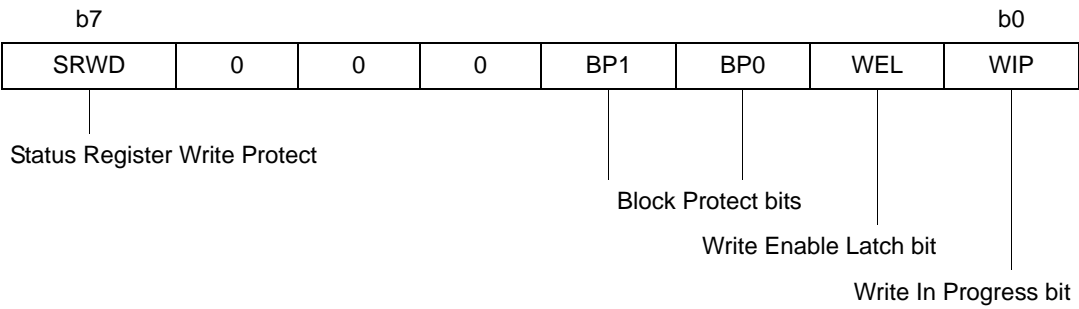 b7 b0
SRWD 0 0 0 BP1 BP0 WEL WIP
Status Register Write Protect
Block Protect bits
Write Enable Latch bit
Write In Progress bit